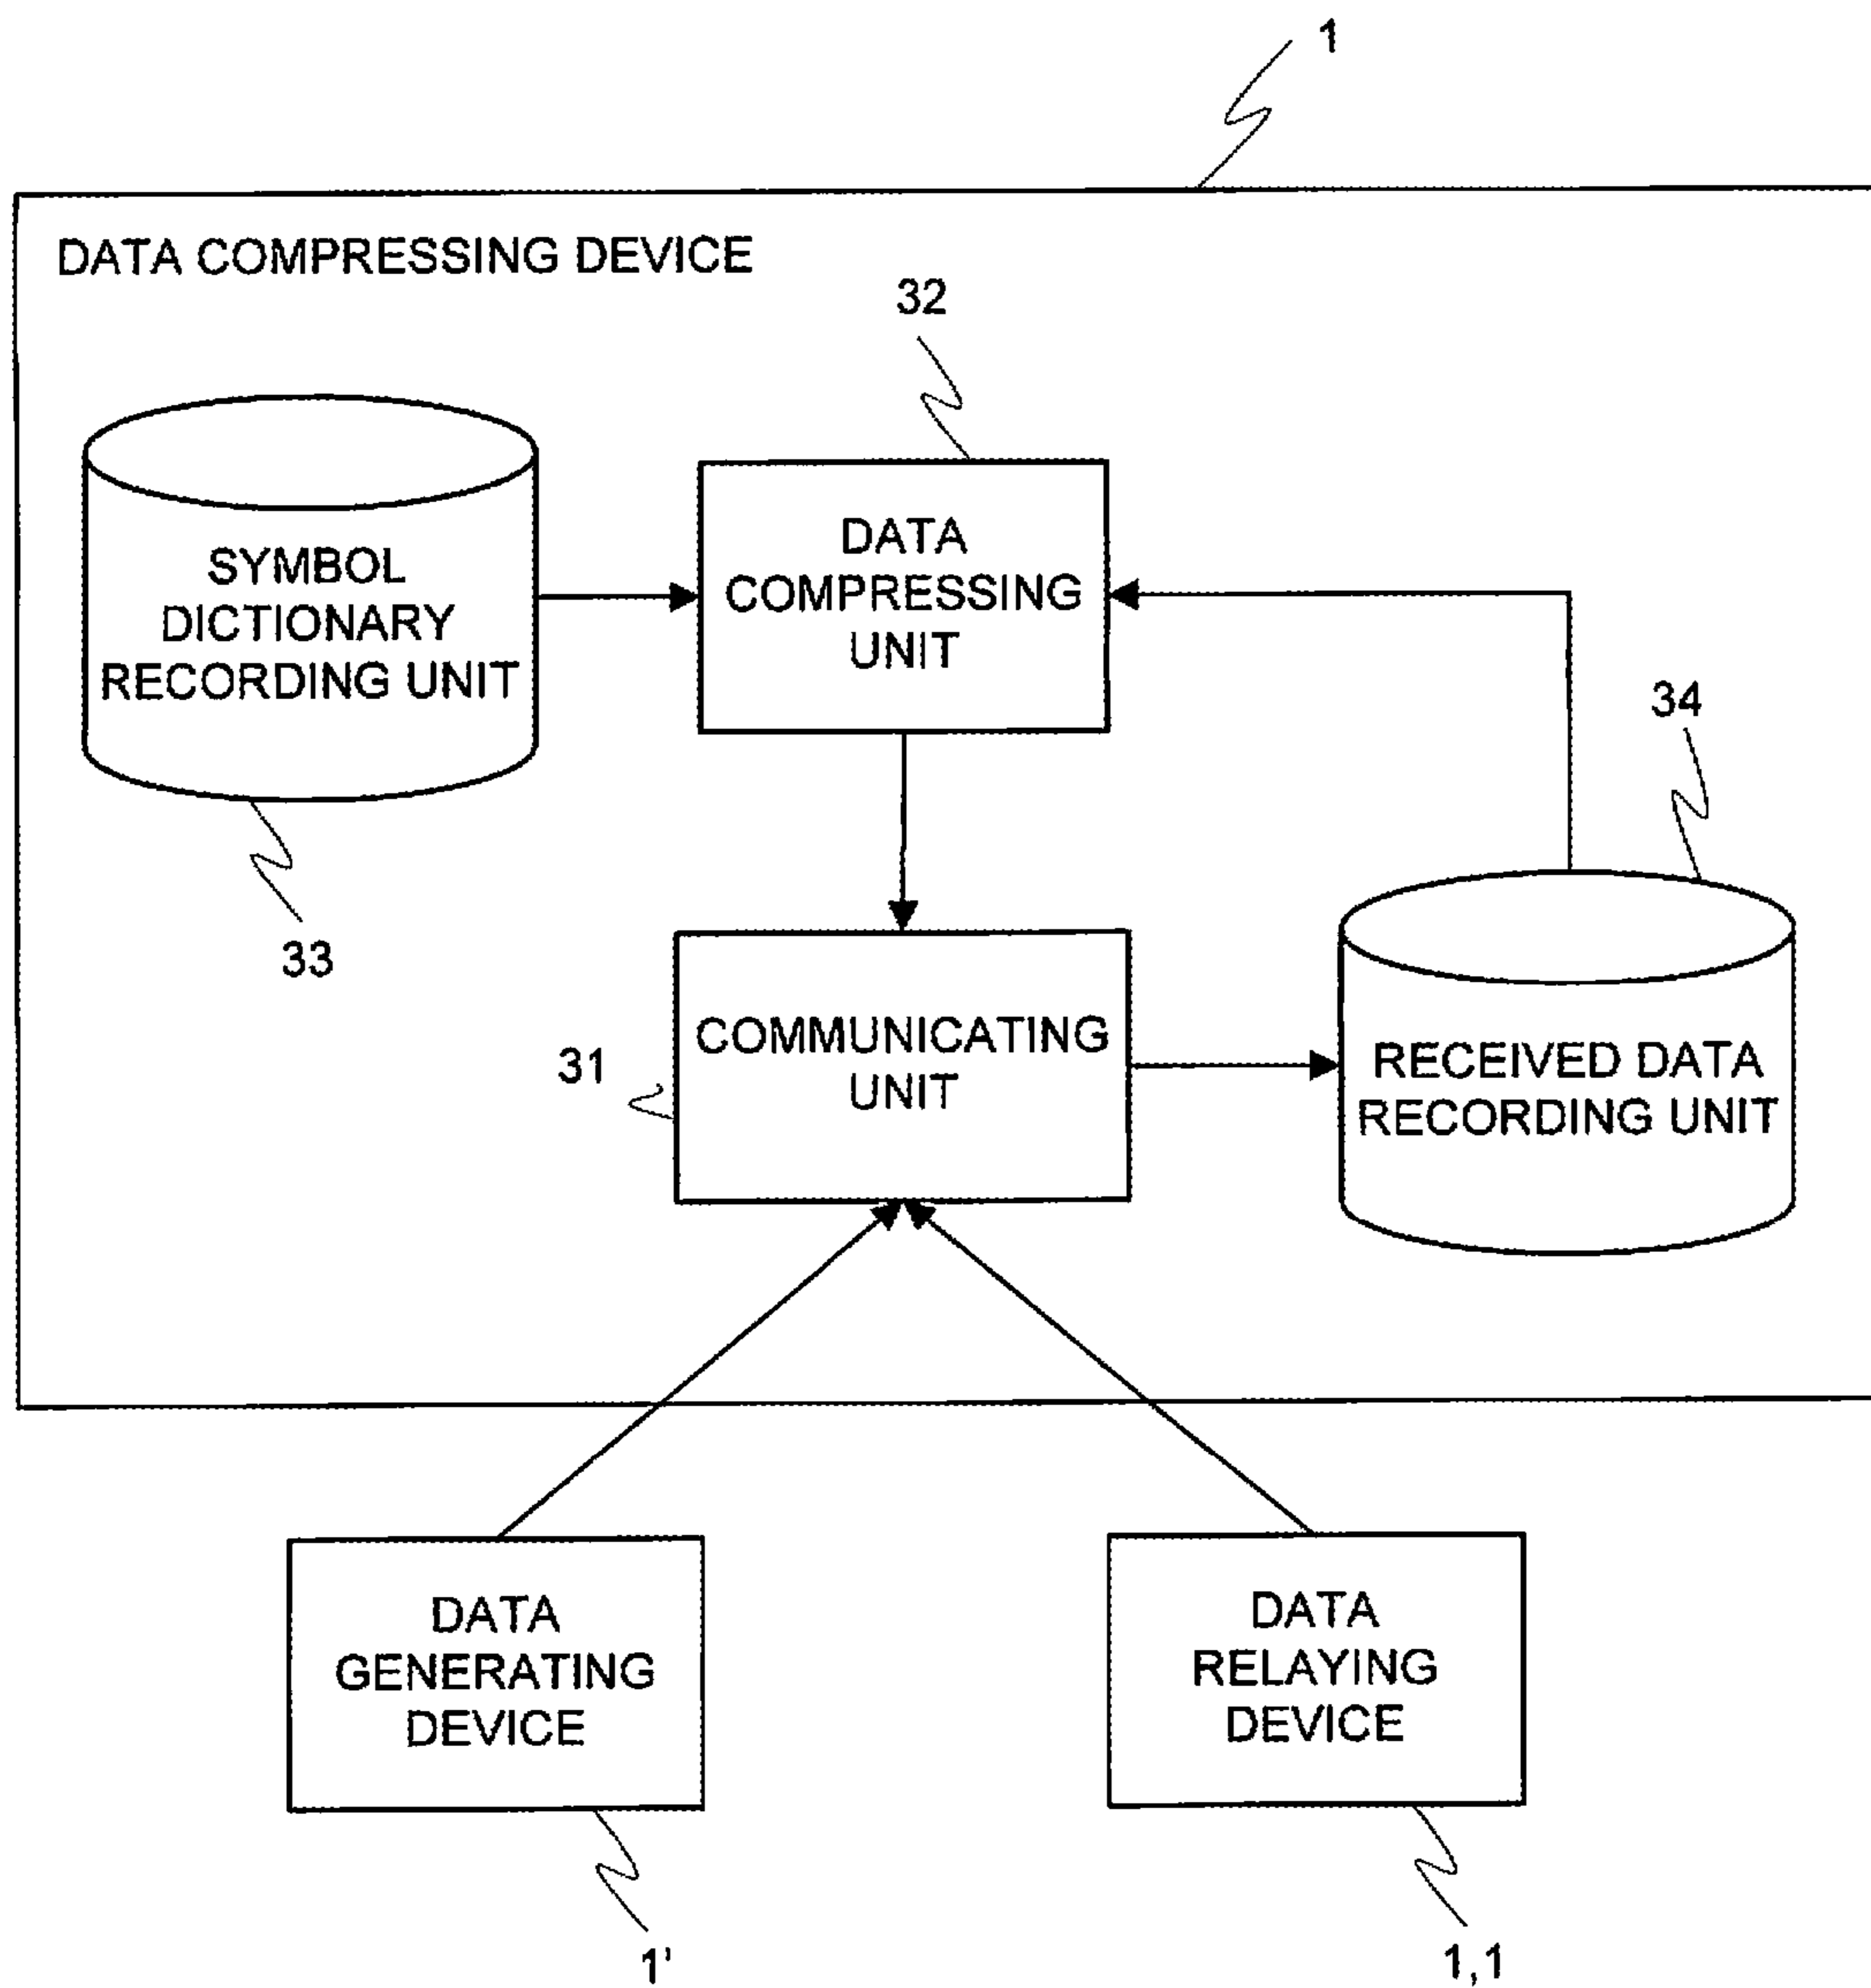 1
DATA COMPRESSING DEVICE
32
SYMBOL
DICTIONARY
RECORDING UNIT
DATA
COMPRESSING
UNIT
34
33
31
COMMUNICATING
UNIT
RECEIVED DATA
RECORDING UNIT
DATA
GENERATING
DEVICE
DATA
RELAYING
DEVICE
1'
1,1